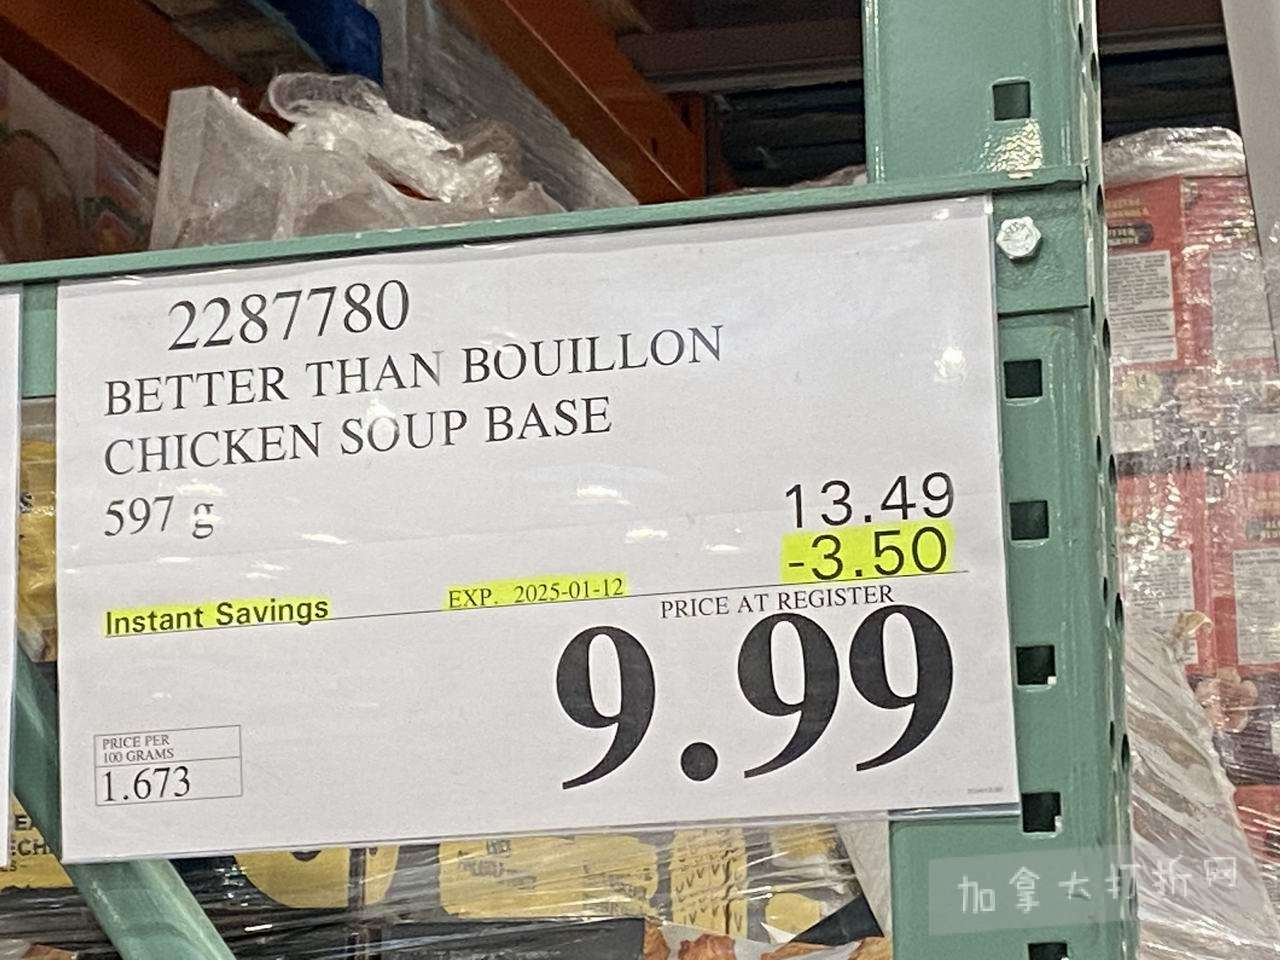 2287780
BETTER THAN BOUILLON
CHICKEN SOUP BASE
597 g
13.49
-3.50
Instant Savings
EXP. 2025-01-12
PRICE AT REGISTER
9.99
PRICE PER
100 GRAMS
1.673
加拿大打折网